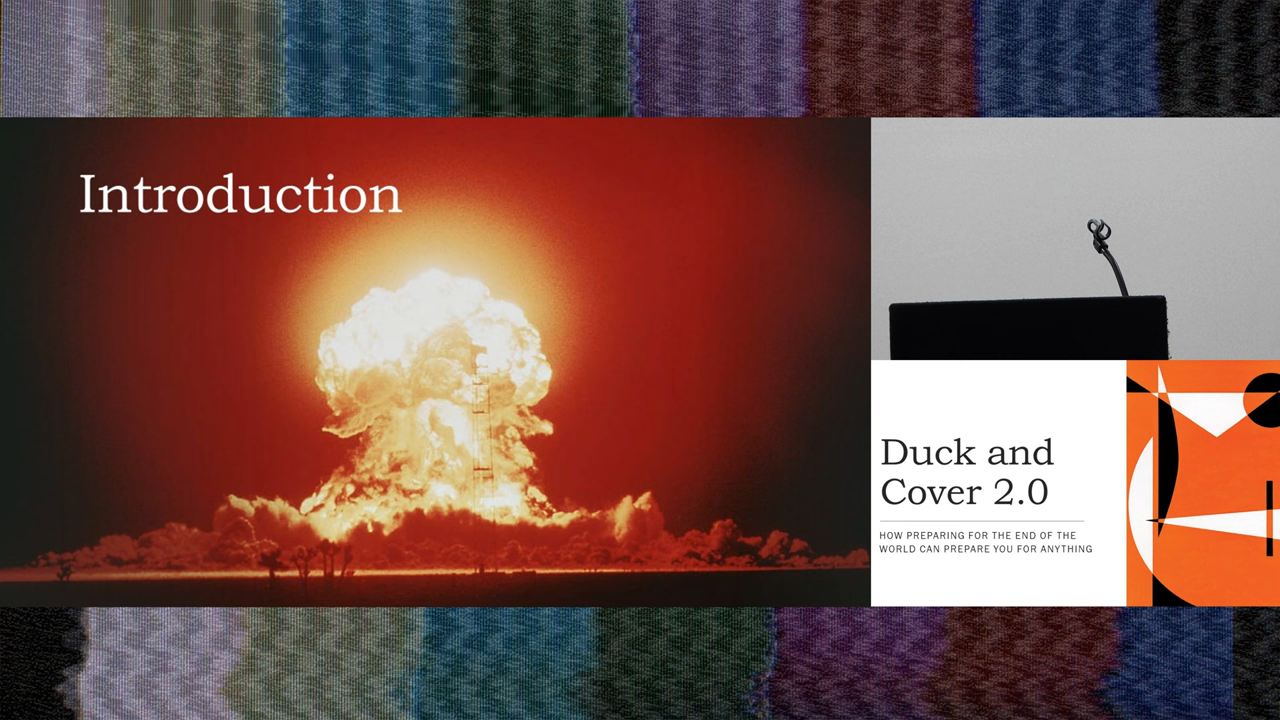 Introduction
Duck and
Cover 2.0
HOW PREPARING FOR THE END OF THE
WORLD CAN PREPARE YOU FOR ANYTHING